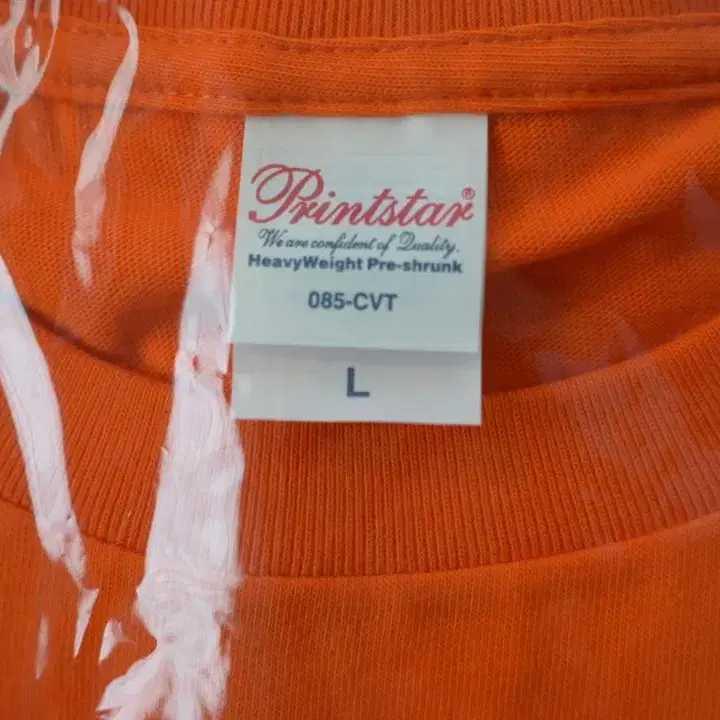 Printstar®
We are confident of Quality.
HeavyWeight Pre-shrunk
085-CVT
L